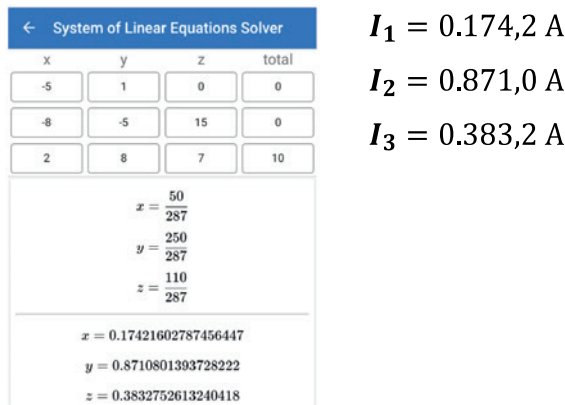 ← System of Linear Equations Solver
x y z total
-5 1 0 0
-8 -5 15 0
2 8 7 10
x = 50/287
y = 250/287
z = 110/287
x = 0.17421602787456447
y = 0.8710801393728222
z = 0.3832752613240418
I₁ = 0.174,2 A
I₂ = 0.871,0 A
I₃ = 0.383,2 A